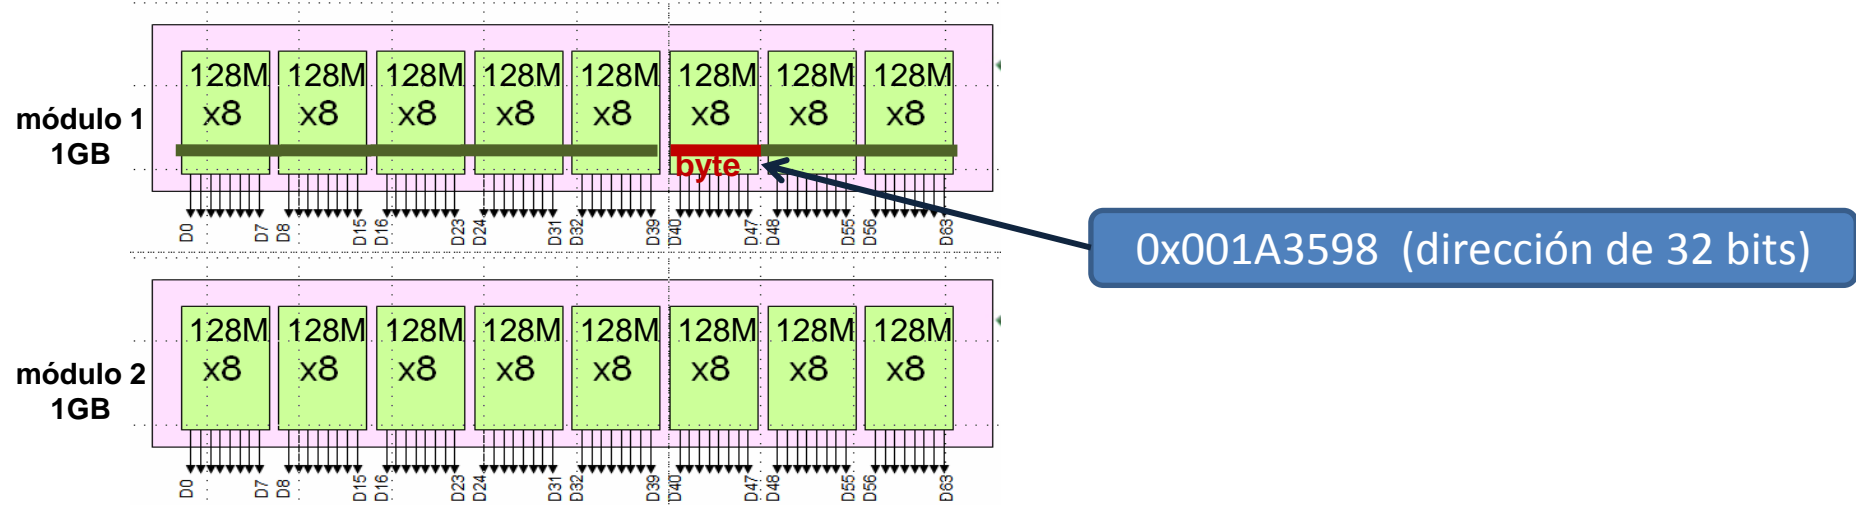 128M 128M 128M 128M 128M 128M 128M 128M
x8 x8 x8 x8 x8 x8 x8 x8
módulo 1
1GB
byte
D0 D7 D8 D15 D16 D23 D24 D31 D32 D39 D40 D47 D48 D55 D56 D63
0x001A3598 (dirección de 32 bits)
128M 128M 128M 128M 128M 128M 128M 128M
x8 x8 x8 x8 x8 x8 x8 x8
módulo 2
1GB
D0 D7 D8 D15 D16 D23 D24 D31 D32 D39 D40 D47 D48 D55 D56 D63